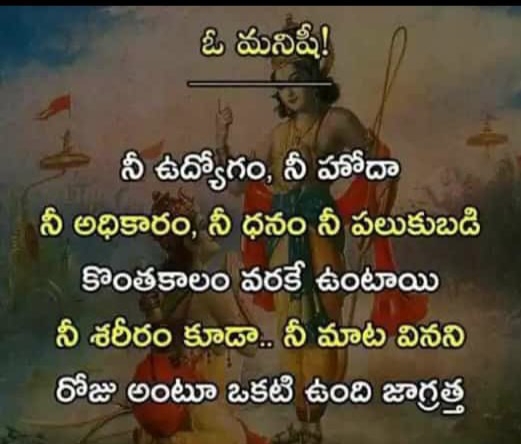 ఓ మనిషీ!
నీ ఉద్యోగం, నీ హోదా
నీ అధికారం, నీ ధనం నీ పలుకుబడి
కొంతకాలం వరకే ఉంటాయి
నీ శరీరం కూడా.. నీ మాట వినని
రోజు అంటూ ఒకటి ఉంది జాగ్రత్త